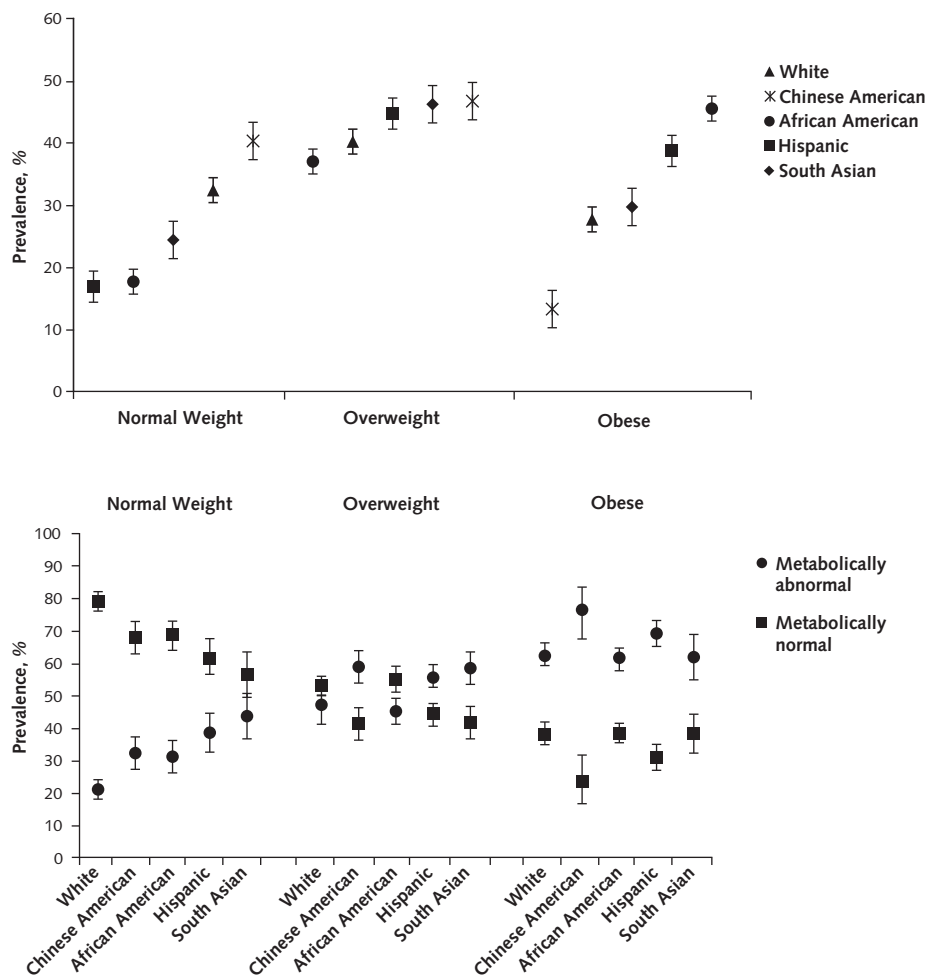 60
50
40
30
20
10
0
Prevalence, %
Normal Weight
Overweight
Obese
White
Chinese American
African American
Hispanic
South Asian
Normal Weight
Overweight
Obese
100
90
80
70
60
50
40
30
20
10
0
Prevalence, %
White
Chinese American
African American
Hispanic
South Asian
White
Chinese American
African American
Hispanic
South Asian
White
Chinese American
African American
Hispanic
South Asian
Metabolically
abnormal
Metabolically
normal